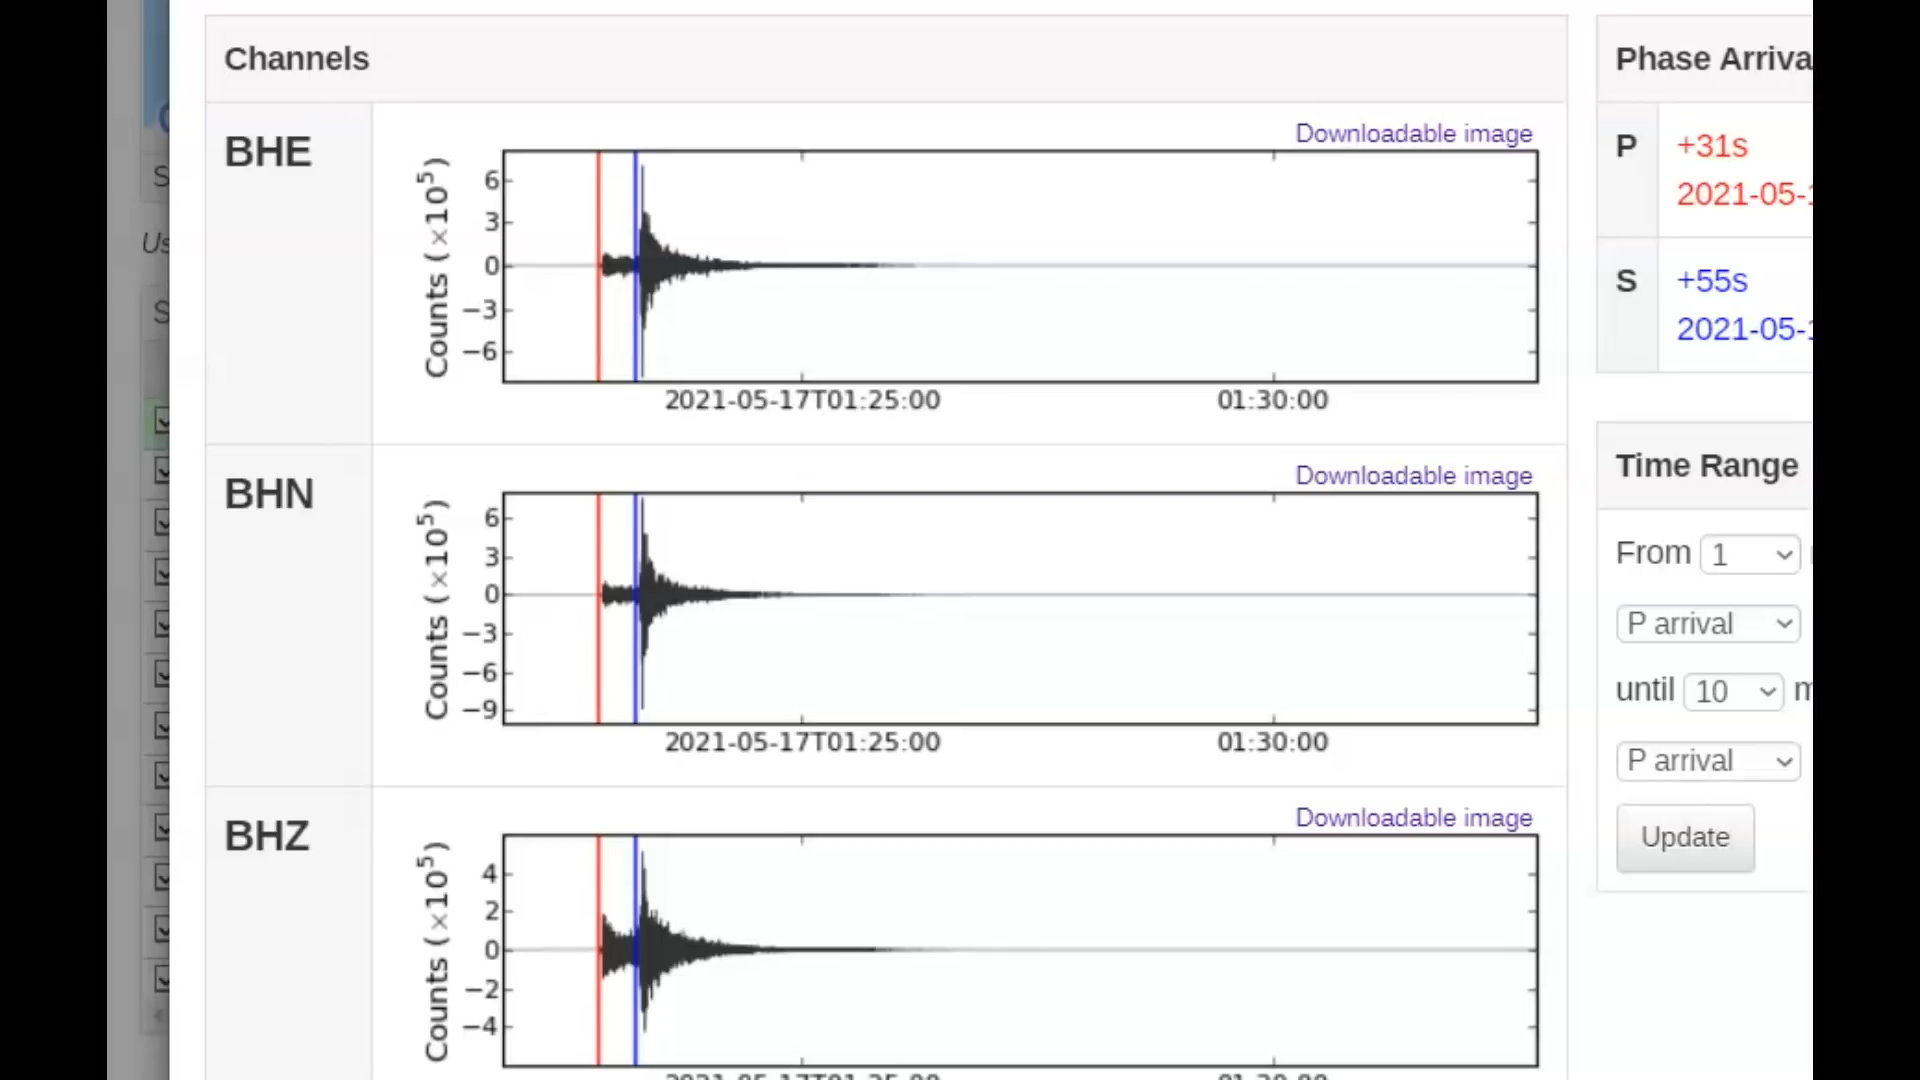 Channels
BHE
Downloadable image
Counts (×10⁵)
6
3
0
−3
−6
2021-05-17T01:25:00
01:30:00
BHN
Downloadable image
Counts (×10⁵)
6
3
0
−3
−6
−9
2021-05-17T01:25:00
01:30:00
BHZ
Downloadable image
Counts (×10⁵)
4
2
0
−2
−4
Phase Arriva
P
+31s
2021-05-
S
+55s
2021-05-
Time Range
From 1
P arrival
until 10 m
P arrival
Update
Us